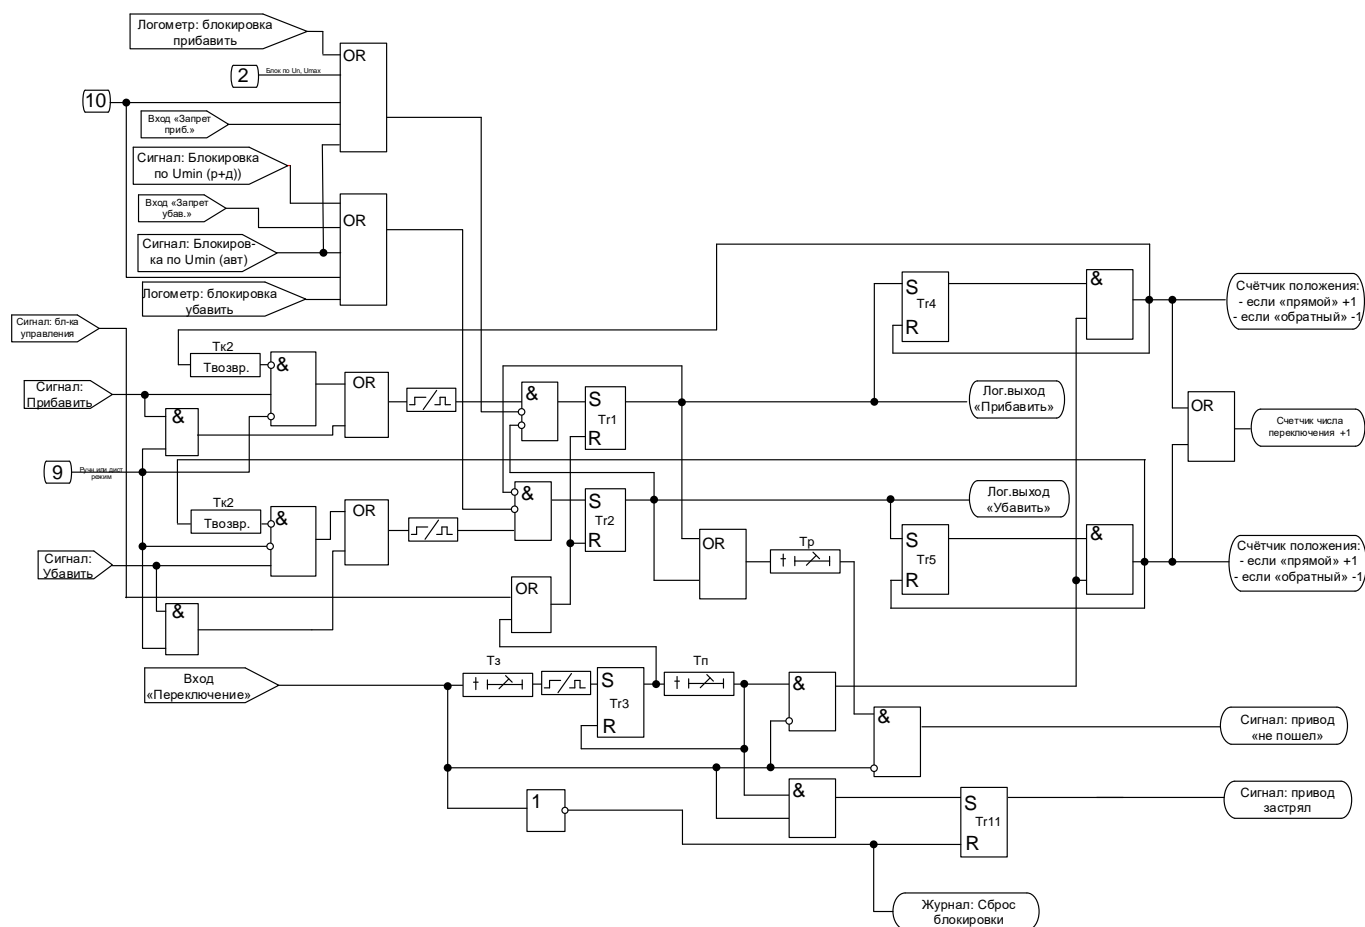 Логометр: блокировка
прибавить
OR
2
Блок по Un, Umax
10
Вход «Запрет
приб.»
Сигнал: Блокировка
по Umin (р+д))
OR
Вход «Запрет
убав.»
Сигнал: Блокиров-
ка по Umin (авт)
Логометр: блокировка
убавить
Сигнал: бл-ка
управления
Тк2
Tвозвр.
&
OR
Сигнал:
Прибавить
&
9
Ручн или дист
режим
&
S
Tr1
R
S
Tr4
R
&
Счётчик положения:
- если «прямой» +1
- если «обратный» -1
Лог.выход
«Прибавить»
OR
Счетчик числа
переключения +1
Тк2
Tвозвр.
&
OR
Сигнал:
Убавить
&
&
S
Tr2
R
Лог.выход
«Убавить»
OR
Тр
S
Tr5
R
&
Счётчик положения:
- если «прямой» +1
- если «обратный» -1
OR
Вход
«Переключение»
Тз
S
Tr3
R
Тп
&
&
Сигнал: привод
«не пошел»
1
&
S
Tr11
R
Сигнал: привод
застрял
Журнал: Сброс
блокировки